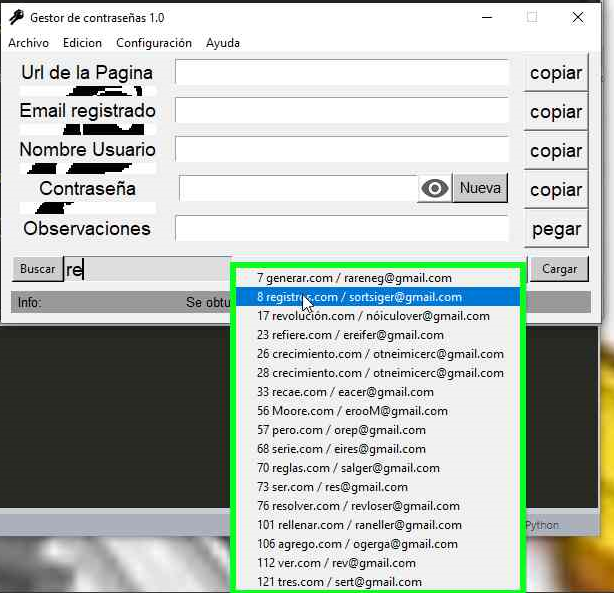 Gestor de contraseñas 1.0
Archivo Edicion Configuración Ayuda
Url de la Pagina copiar
Email registrado copiar
Nombre Usuario copiar
Contraseña Nueva copiar
Observaciones pegar
Buscar re Cargar
Info: Se obtu
7 generar.com / rareneg@gmail.com
8 registros.com / sortsiger@gmail.com
17 revolución.com / nóiculover@gmail.com
23 refiere.com / ereifer@gmail.com
26 crecimiento.com / otneimicerc@gmail.com
28 crecimiento.com / otneimicerc@gmail.com
33 recae.com / eacer@gmail.com
56 Moore.com / erooM@gmail.com
57 pero.com / orep@gmail.com
68 serie.com / eires@gmail.com
70 reglas.com / salger@gmail.com
73 ser.com / res@gmail.com
76 resolver.com / revloser@gmail.com
101 rellenar.com / raneller@gmail.com
106 agrego.com / ogerga@gmail.com
112 ver.com / rev@gmail.com
121 tres.com / sert@gmail.com
Python